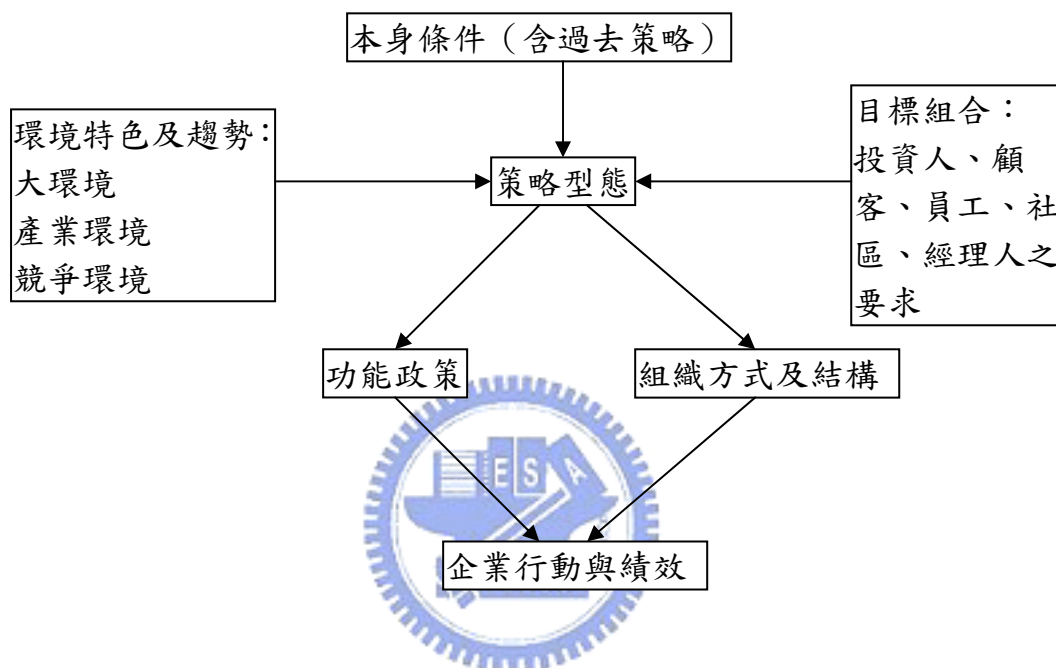 本身條件（含過去策略）
環境特色及趨勢：
大環境
產業環境
競爭環境
策略型態
目標組合：
投資人、顧
客、員工、社
區、經理人之
要求
功能政策
組織方式及結構
E S A
企業行動與績效